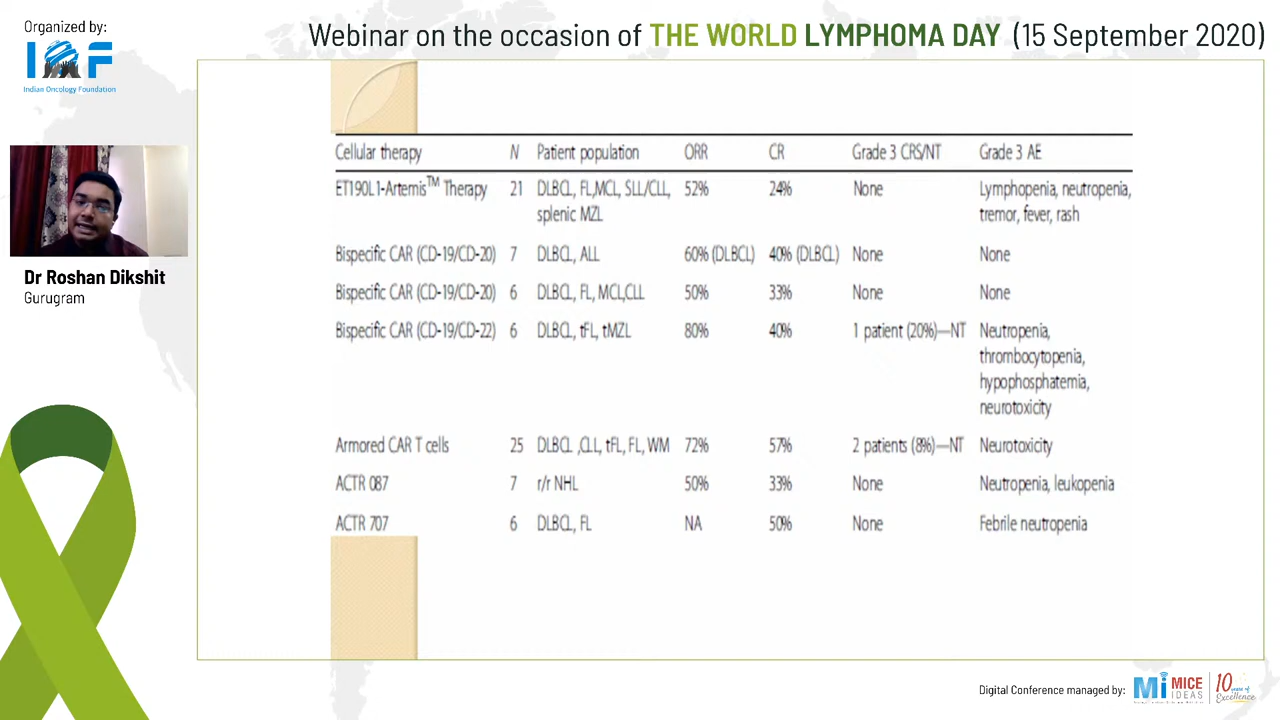 Organized by:
Webinar on the occasion of THE WORLD LYMPHOMA DAY (15 September 2020)
IOF
Indian Oncology Foundation
Dr Roshan Dikshit
Gurugram
Cellular therapy N Patient population ORR CR Grade 3 CRS/NT Grade 3 AE
ET190L1-Artemis™ Therapy 21 DLBCL, FL,MCL, SLL/CLL, 52% 24% None Lymphopenia, neutropenia,
splenic MZL tremor, fever, rash
Bispecific CAR (CD-19/CD-20) 7 DLBCL, ALL 60% (DLBCL) 40% (DLBCL) None None
Bispecific CAR (CD-19/CD-20) 6 DLBCL, FL, MCL,CLL 50% 33% None None
Bispecific CAR (CD-19/CD-22) 6 DLBCL, tFL, tMZL 80% 40% 1 patient (20%)—NT Neutropenia,
thrombocytopenia,
hypophosphatemia,
neurotoxicity
Armored CAR T cells 25 DLBCL ,CLL, tFL, FL, WM 72% 57% 2 patients (8%)—NT Neurotoxicity
ACTR 087 7 r/r NHL 50% 33% None Neutropenia, leukopenia
ACTR 707 6 DLBCL, FL NA 50% None Febrile neutropenia
Digital Conference managed by:
Mi MICE IDEAS
10 years of Excellence